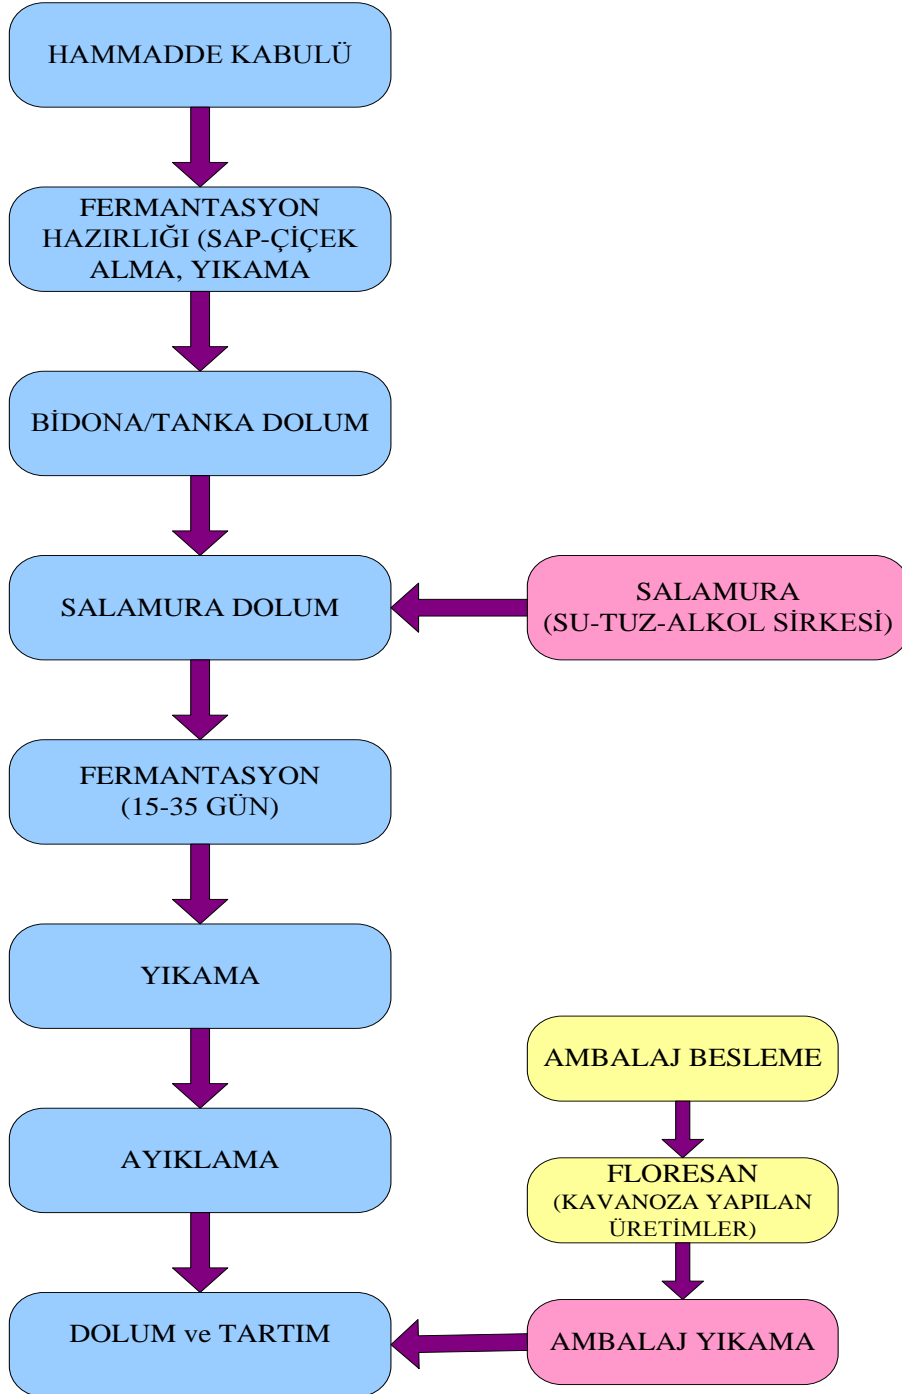 HAMMADDE KABULÜ
FERMANTASYON
HAZIRLIĞI (SAP-ÇİÇEK
ALMA, YIKAMA
BİDONA/TANKA DOLUM
SALAMURA DOLUM
SALAMURA
(SU-TUZ-ALKOL SİRKESİ)
FERMANTASYON
(15-35 GÜN)
YIKAMA
AYIKLAMA
AMBALAJ BESLEME
FLORESAN
(KAVANOZA YAPILAN
ÜRETİMLER)
AMBALAJ YIKAMA
DOLUM ve TARTIM